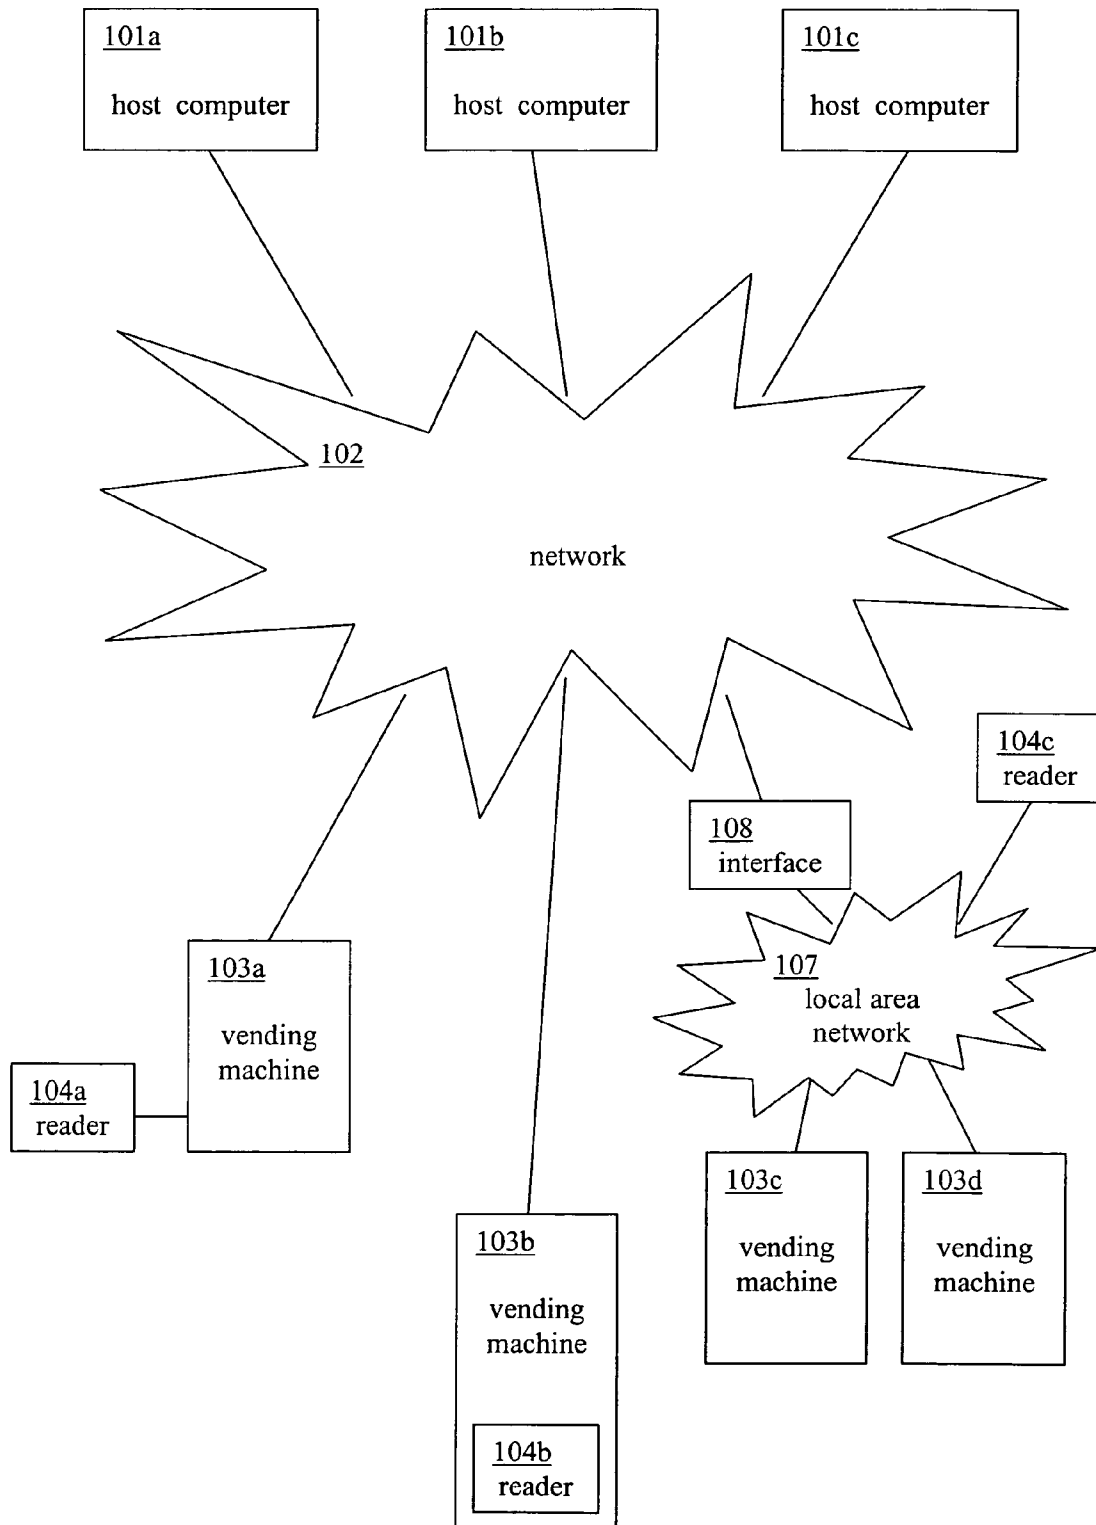 101a
host computer
101b
host computer
101c
host computer
102
network
104c
reader
108
interface
103a
vending
machine
107
local area
network
104a
reader
103c
vending
machine
103d
vending
machine
103b
vending
machine
104b
reader